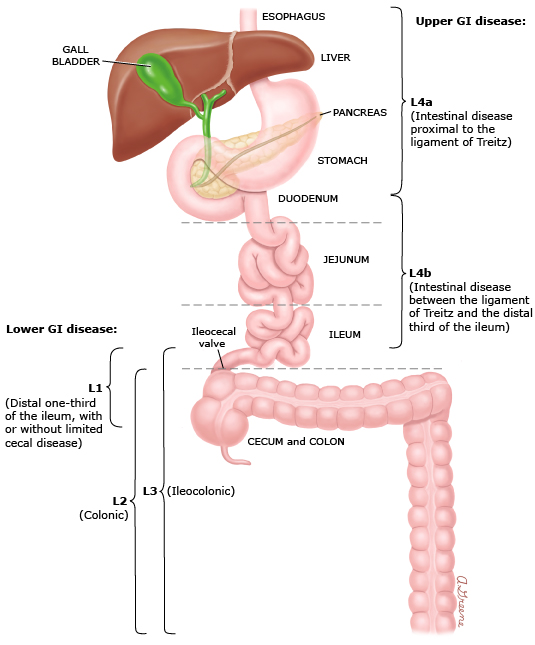 ESOPHAGUS
Upper GI disease:
GALL
BLADDER
LIVER
L4a
(Intestinal disease
proximal to the
ligament of Treitz)
PANCREAS
STOMACH
DUODENUM
JEJUNUM
L4b
(Intestinal disease
between the ligament
of Treitz and the distal
third of the ileum)
Lower GI disease:
Ileocecal
valve
ILEUM
L1
(Distal one-third
of the ileum, with
or without limited
cecal disease)
CECUM and COLON
L3 (Ileocolonic)
L2
(Colonic)